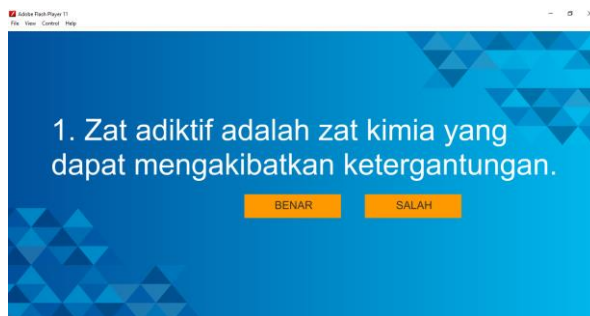 Adobe Flash Player 11
File View Control Help
1. Zat adiktif adalah zat kimia yang
dapat mengakibatkan ketergantungan.
BENAR SALAH